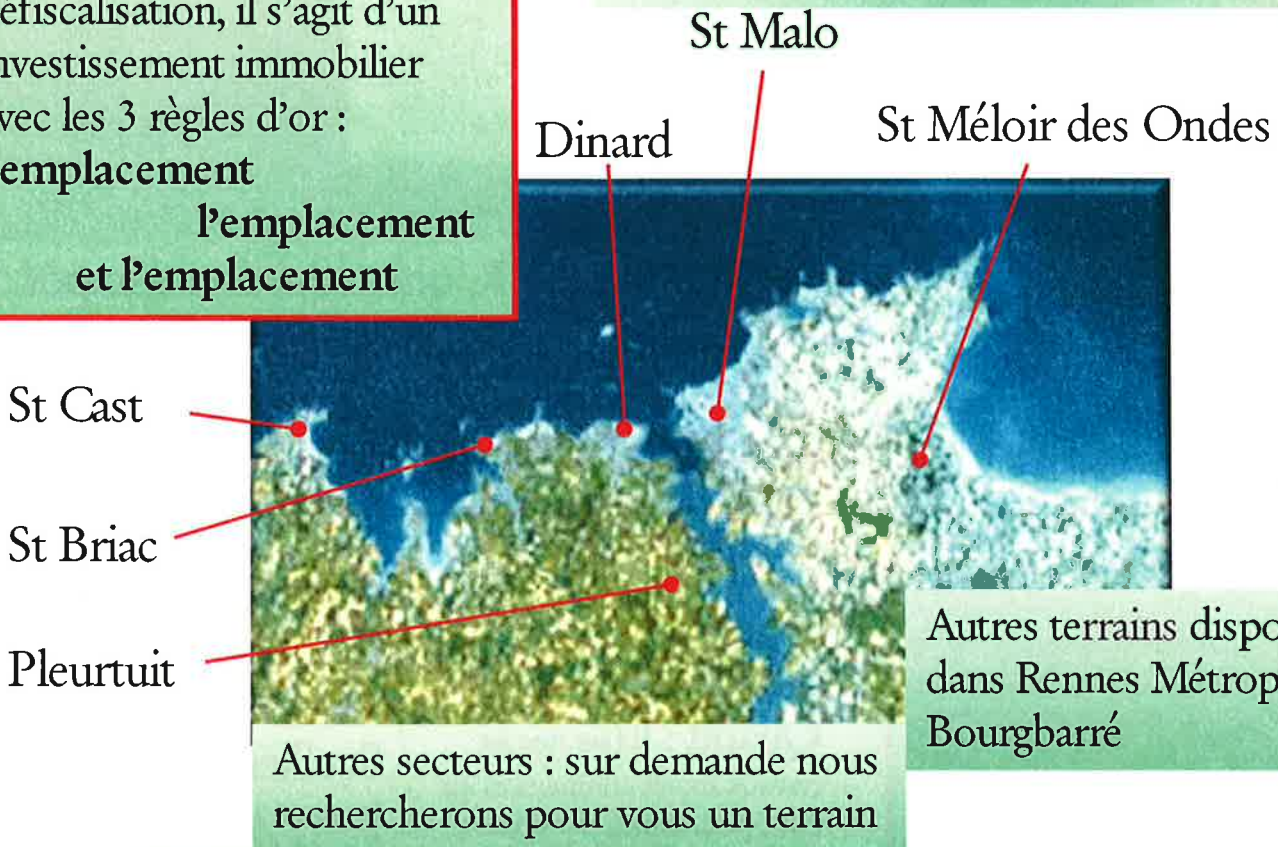 éfiscalisation, il s'agit d'un
nvestissement immobilier
vec les 3 règles d'or :
emplacement
l'emplacement
et l'emplacement
St Malo
Dinard
St Méloir des Ondes
St Cast
St Briac
Pleurtuit
Autres terrains dispo
dans Rennes Métrop
Bourgbarré
Autres secteurs : sur demande nous
rechercherons pour vous un terrain